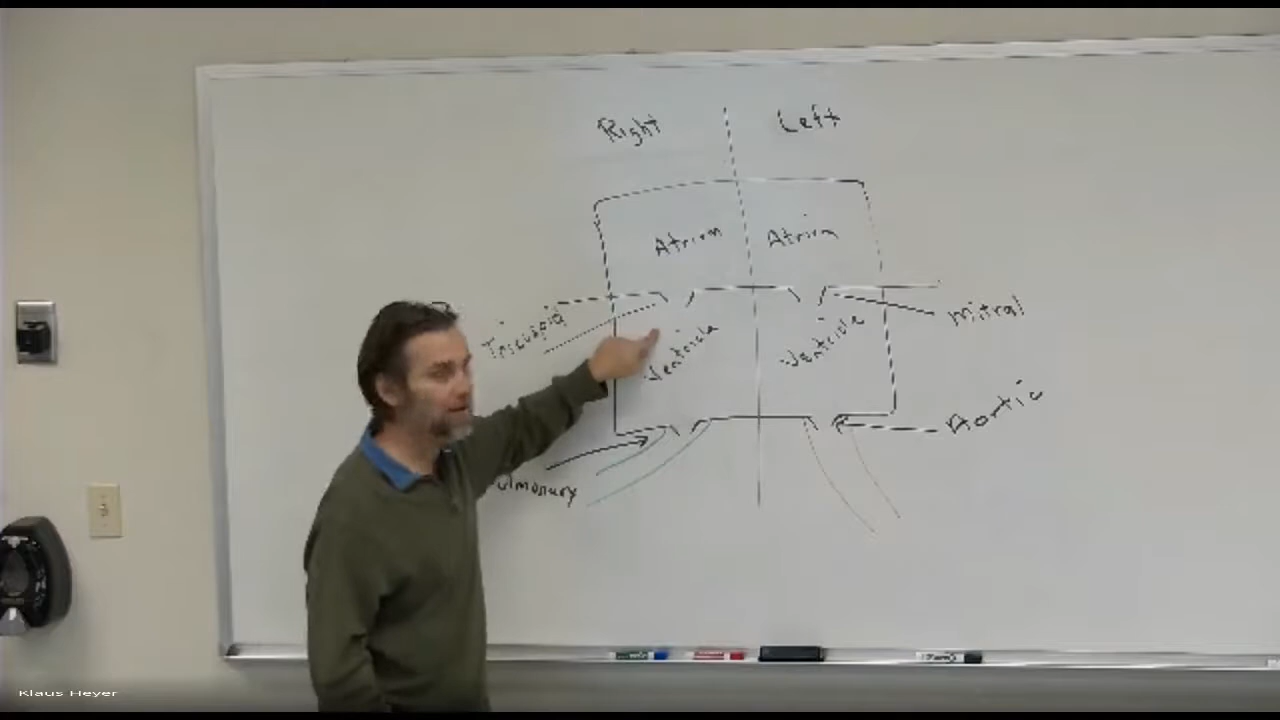 Right Left
Atrium Atrium
Tricuspid
Ventricle Ventricle
Mitral
Aortic
Pulmonary
Klaus Heyer